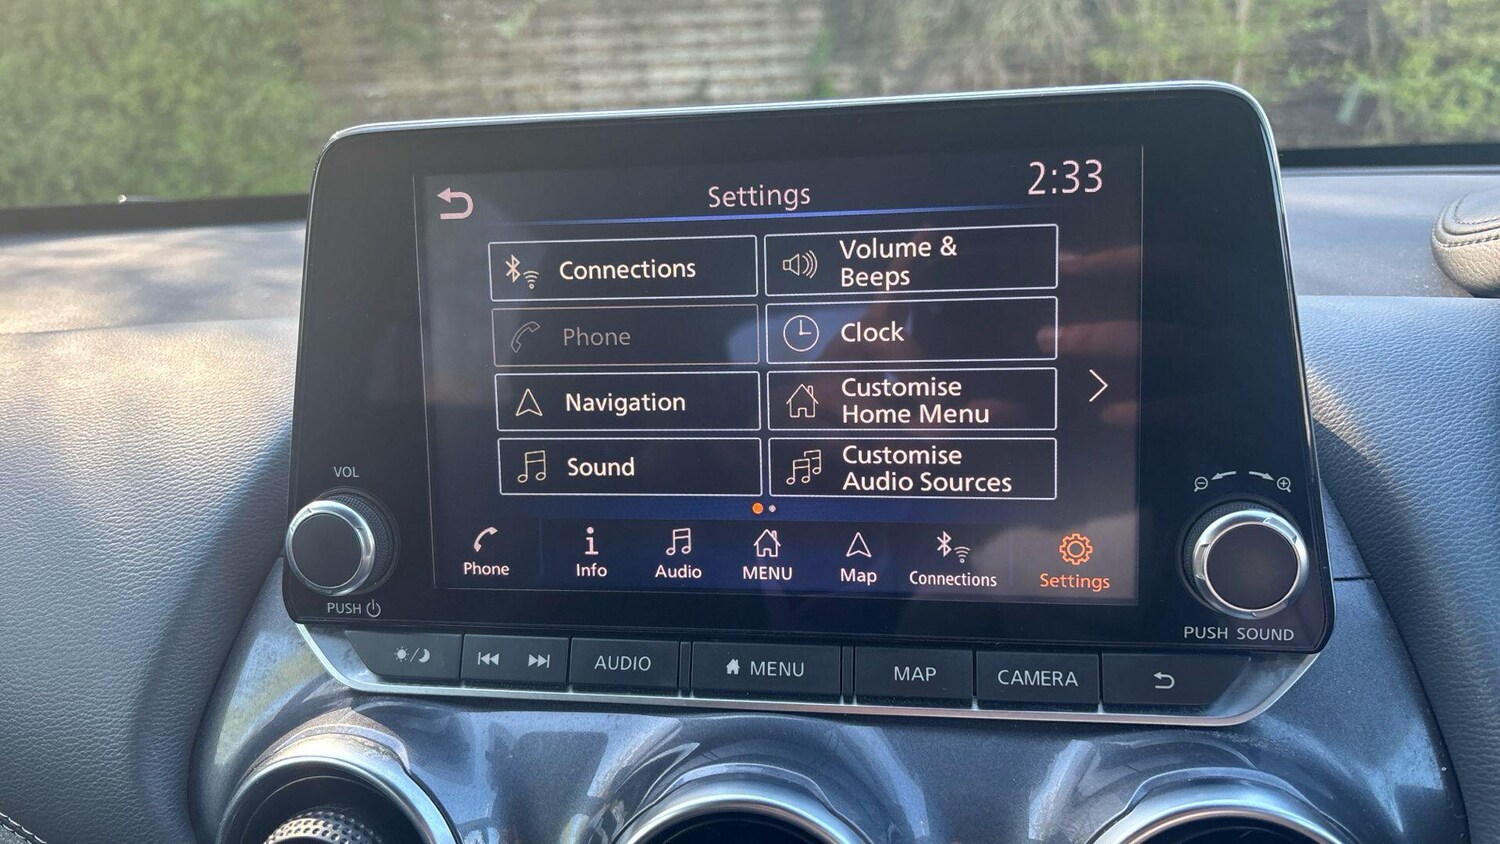 Settings
2:33
Connections
Volume &
Beeps
Phone
Clock
Navigation
Customise
Home Menu
Sound
Customise
Audio Sources
Phone
Info
Audio
MENU
Map
Connections
Settings
VOL
PUSH
PUSH SOUND
AUDIO
MENU
MAP
CAMERA